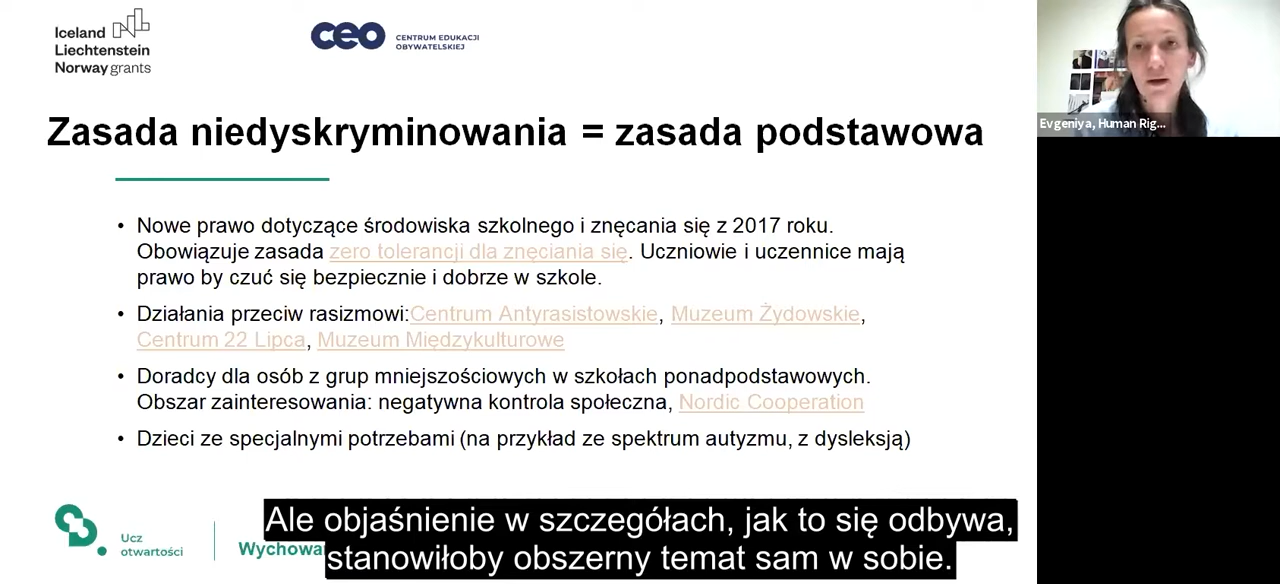 Iceland
Liechtenstein
Norway grants
ceo CENTRUM EDUKACJI
OBYWATELSKIEJ
Evgeniya, Human Rig...
Zasada niedyskryminowania = zasada podstawowa
• Nowe prawo dotyczące środowiska szkolnego i znęcania się z 2017 roku.
Obowiązuje zasada zero tolerancji dla znęciania się. Uczniowie i uczennice mają
prawo by czuć się bezpiecznie i dobrze w szkole.
• Działania przeciw rasizmowi:Centrum Antyrasistowskie, Muzeum Żydowskie,
Centrum 22 Lipca, Muzeum Międzykulturowe
• Doradcy dla osób z grup mniejszościowych w szkołach ponadpodstawowych.
Obszar zainteresowania: negatywna kontrola społeczna, Nordic Cooperation
• Dzieci ze specjalnymi potrzebami (na przykład ze spektrum autyzmu, z dysleksją)
Ucz
otwartości
Ale objaśnienie w szczegółach, jak to się odbywa,
stanowiłoby obszerny temat sam w sobie.